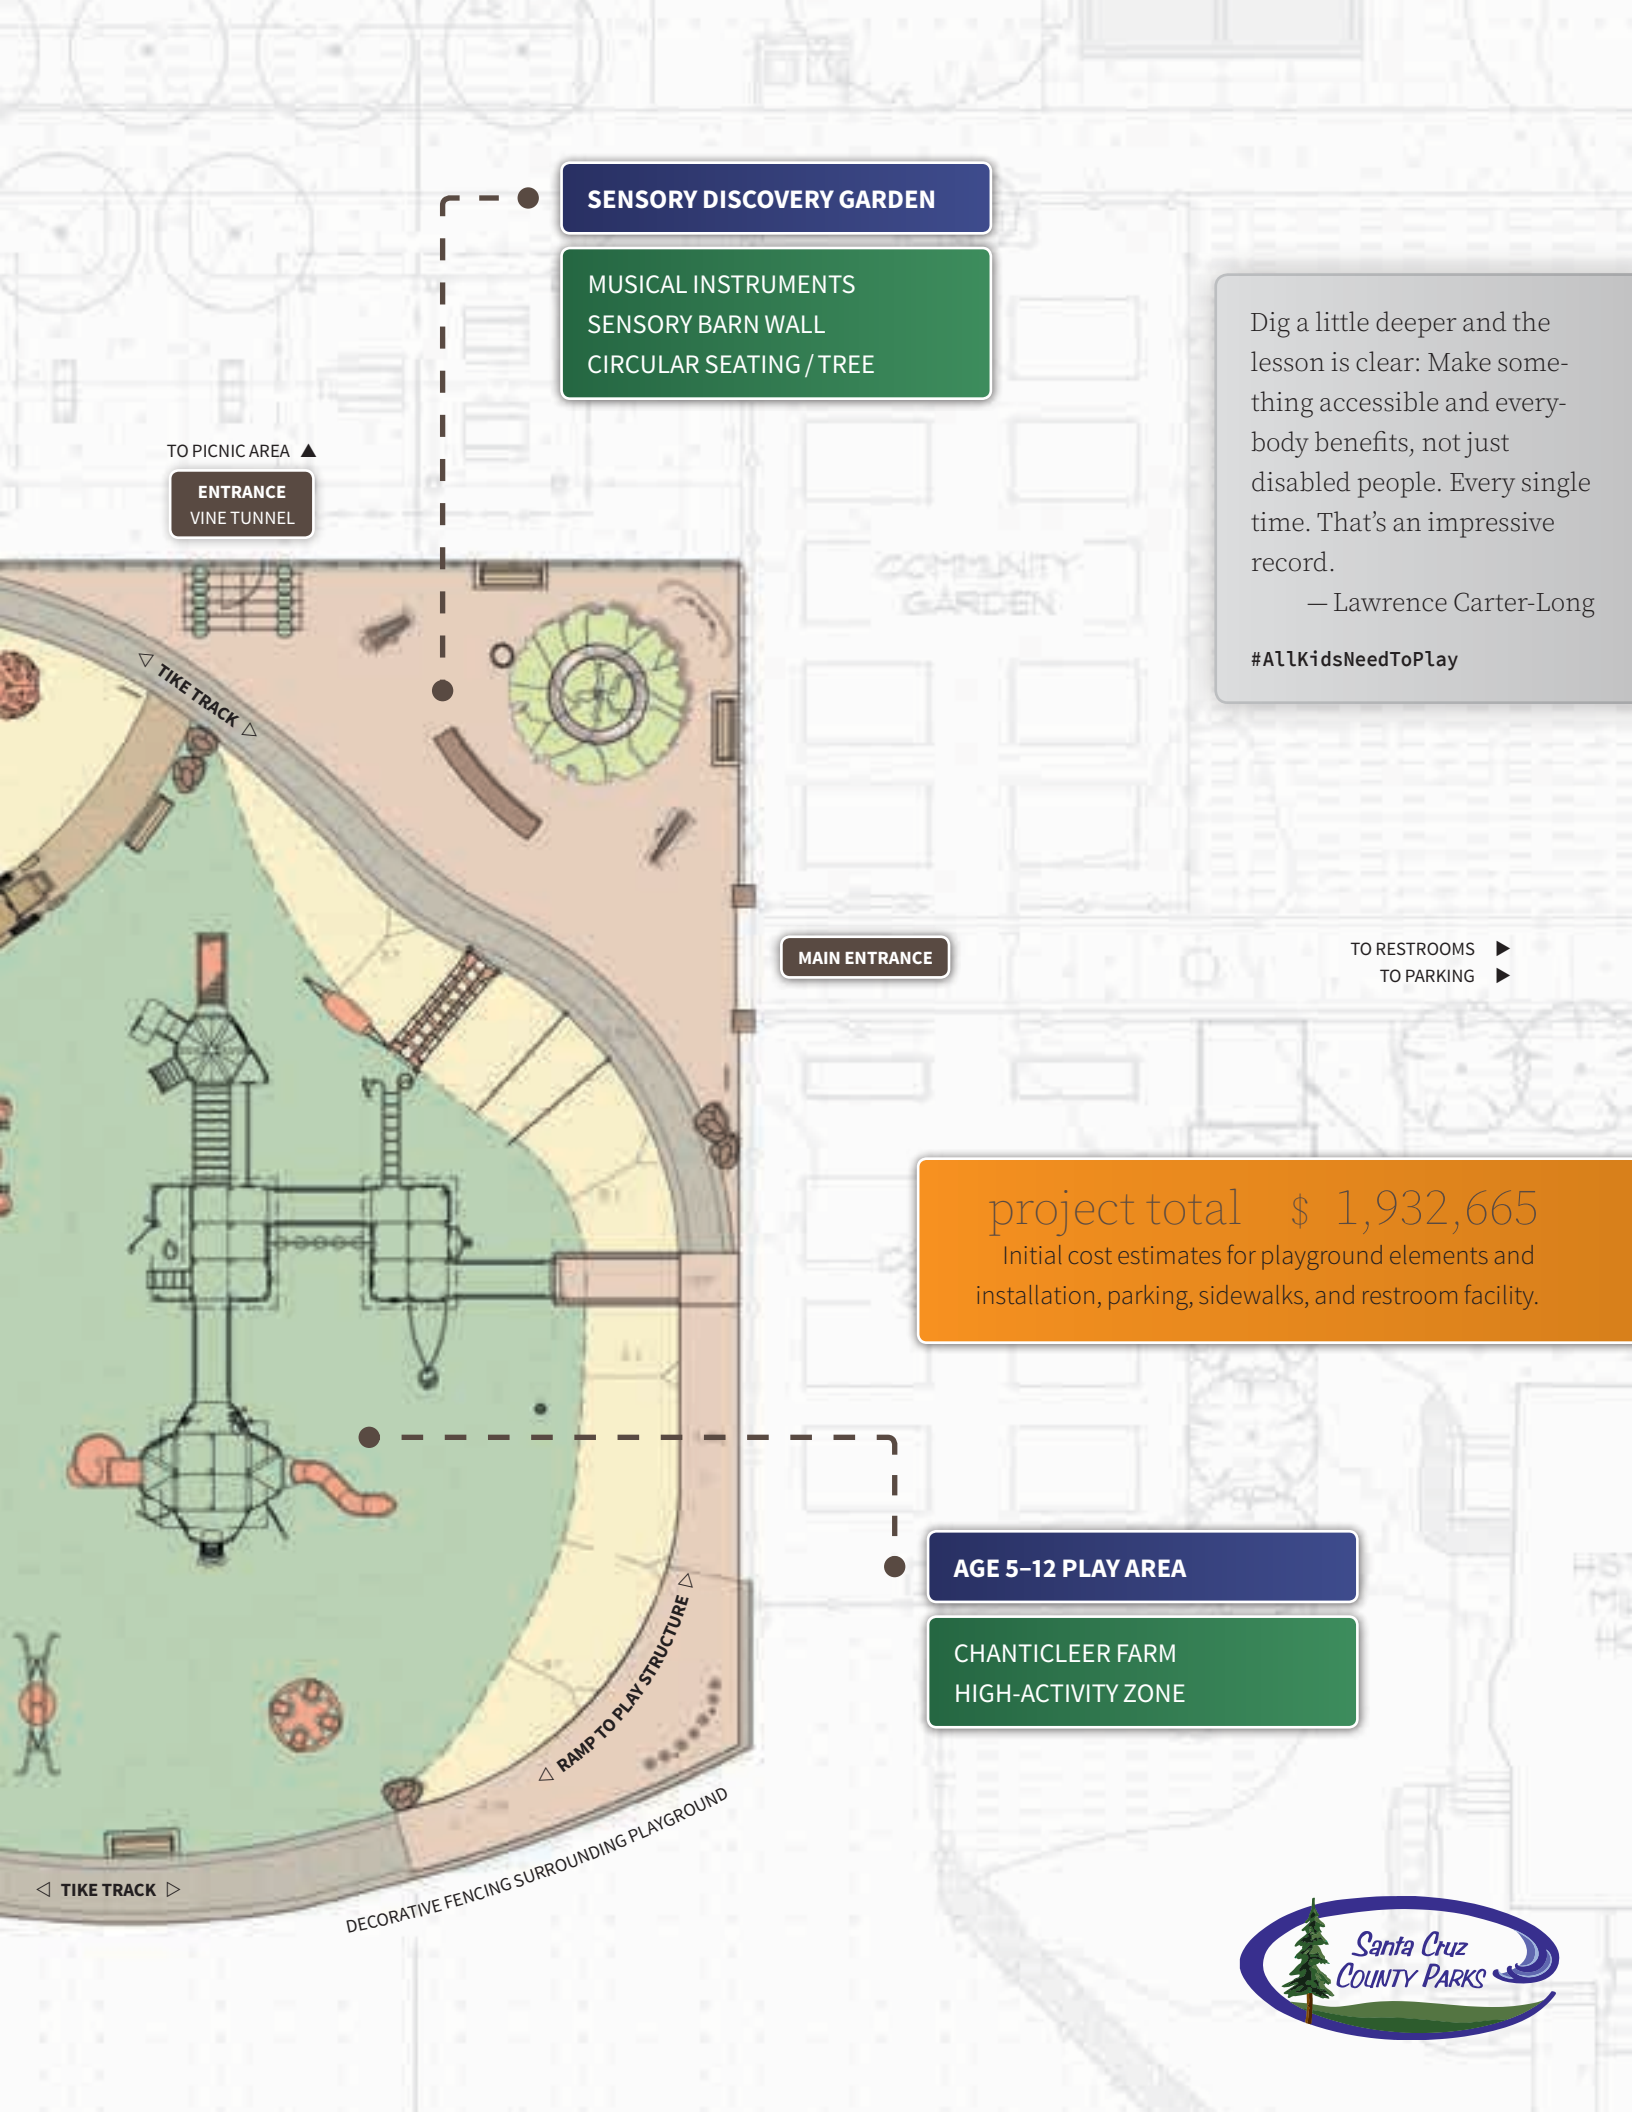 SENSORY DISCOVERY GARDEN
MUSICAL INSTRUMENTS
SENSORY BARN WALL
CIRCULAR SEATING / TREE
Dig a little deeper and the
lesson is clear: Make some-
thing accessible and every-
body benefits, not just
disabled people. Every single
time. That’s an impressive
record.
— Lawrence Carter-Long
#AllKidsNeedToPlay
TO PICNIC AREA ▲
ENTRANCE
VINE TUNNEL
COMMUNITY
GARDEN
◁ TIKE TRACK ▷
MAIN ENTRANCE
TO RESTROOMS ▶
TO PARKING ▶
project total $ 1,932,665
Initial cost estimates for playground elements and
installation, parking, sidewalks, and restroom facility.
AGE 5–12 PLAY AREA
CHANTICLEER FARM
HIGH-ACTIVITY ZONE
◁ RAMP TO PLAY STRUCTURE ▷
DECORATIVE FENCING SURROUNDING PLAYGROUND
◁ TIKE TRACK ▷
Santa Cruz
COUNTY PARKS